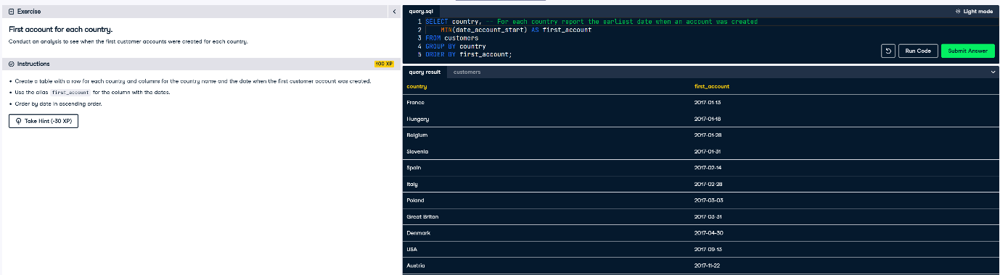 Exercise
First account for each country.
Conduct an analysis to see when the first customer accounts were created for each country.
Instructions
100 XP
Create a table with a row for each country and columns for the country name and the date when the first customer account was created.
Use the alias first_account for the column with the dates.
Order by date in ascending order.
Take Hint (-30 XP)
query.sql
Light mode
1 SELECT country, -- For each country report the earliest date when an account was created
2 MIN(date_account_start) AS first_account
3 FROM customers
4 GROUP BY country
5 ORDER BY first_account;
Run Code
Submit Answer
query result customers
country first_account
France 2017-01-13
Hungary 2017-01-18
Belgium 2017-01-28
Slovenia 2017-01-31
Spain 2017-02-14
Italy 2017-02-28
Poland 2017-03-03
Great Britan 2017-03-31
Denmark 2017-04-30
USA 2017-09-13
Austria 2017-11-22